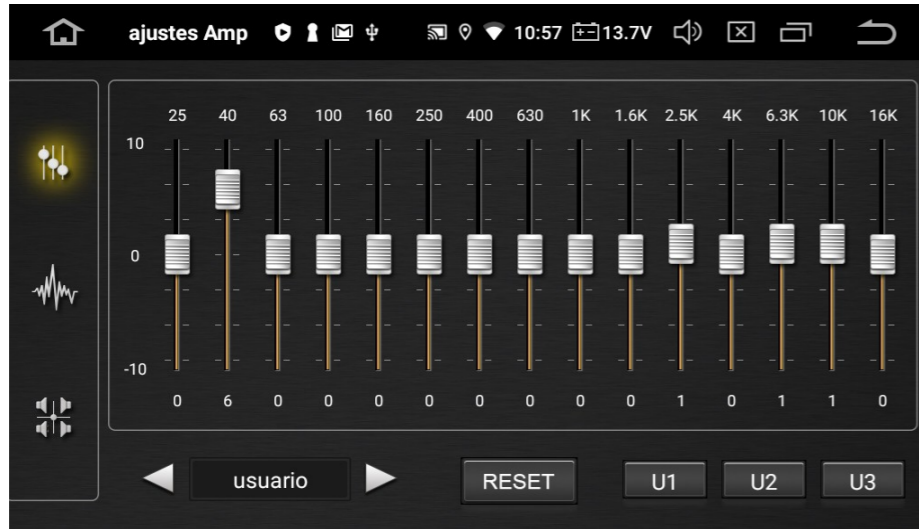 ajustes Amp 10:57 13.7V
25 40 63 100 160 250 400 630 1K 1.6K 2.5K 4K 6.3K 10K 16K
10
0
-10
0 6 0 0 0 0 0 0 0 0 1 0 1 1 0
usuario RESET U1 U2 U3